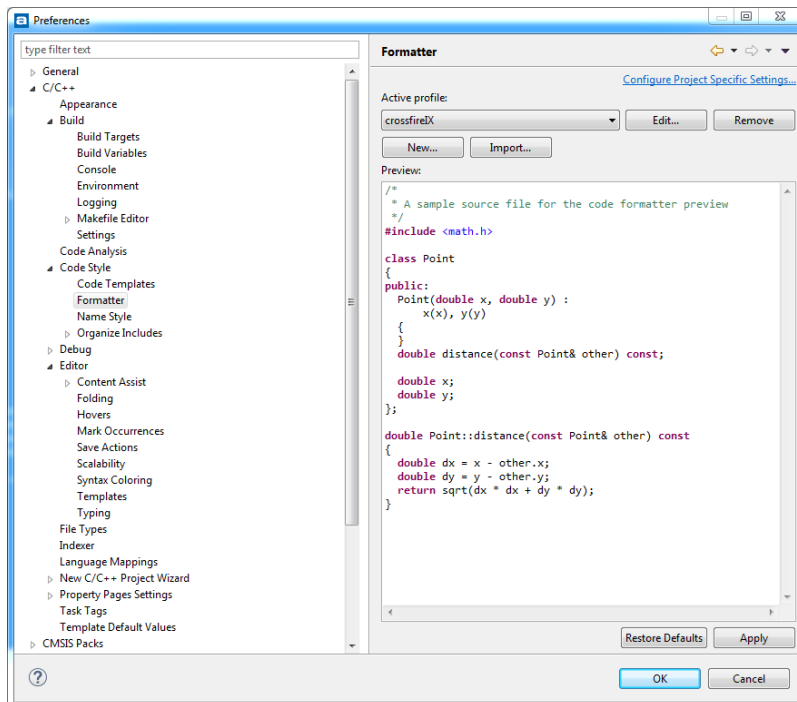 Preferences
type filter text
General
C/C++
Appearance
Build
Build Targets
Build Variables
Console
Environment
Logging
Makefile Editor
Settings
Code Analysis
Code Style
Code Templates
Formatter
Name Style
Organize Includes
Debug
Editor
Content Assist
Folding
Hovers
Mark Occurrences
Save Actions
Scalability
Syntax Coloring
Templates
Typing
File Types
Indexer
Language Mappings
New C/C++ Project Wizard
Property Pages Settings
Task Tags
Template Default Values
CMSIS Packs
Formatter
Configure Project Specific Settings...
Active profile:
crossfireIX
Edit...
Remove
New...
Import...
Preview:
/*
 * A sample source file for the code formatter preview
 */
#include <math.h>

class Point
{
public:
  Point(double x, double y) :
      x(x), y(y)
  {
  }
  double distance(const Point& other) const;

  double x;
  double y;
};

double Point::distance(const Point& other) const
{
  double dx = x - other.x;
  double dy = y - other.y;
  return sqrt(dx * dx + dy * dy);
}
Restore Defaults
Apply
OK
Cancel